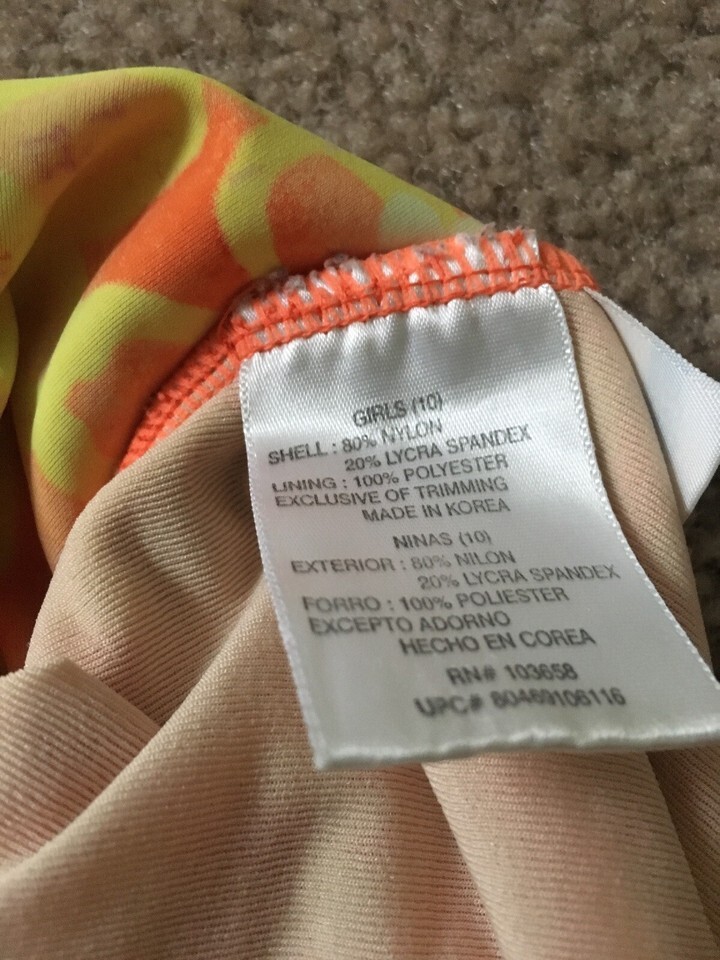 GIRLS (10)
SHELL : 80% NYLON
20% LYCRA SPANDEX
LINING : 100% POLYESTER
EXCLUSIVE OF TRIMMING
MADE IN KOREA
NINAS (10)
EXTERIOR : 80% NILON
20% LYCRA SPANDEX
FORRO : 100% POLIESTER
EXCEPTO ADORNO
HECHO EN COREA
RN# 103658
UPC# 80469106116